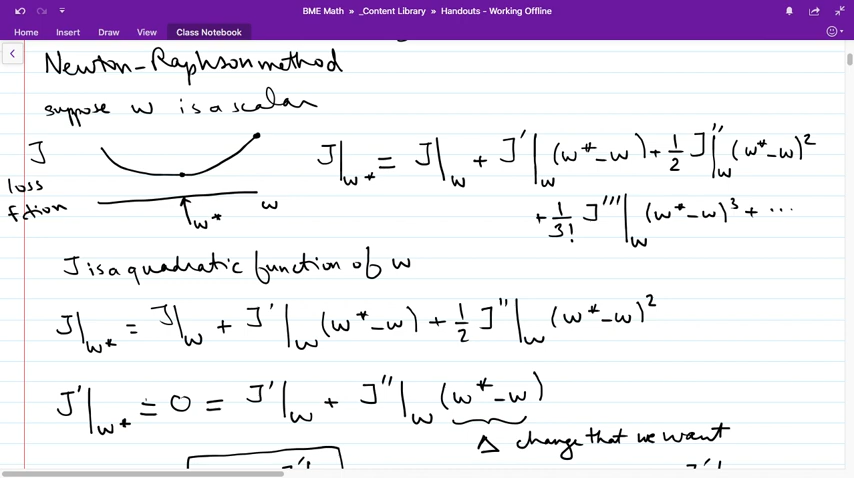 BME Math » _Content Library » Handouts - Working Offline
Home Insert Draw View Class Notebook
Newton-Raphson method
suppose w is a scalar
J
loss
fction
w
w*
J|w* = J|w + J'|w (w*-w) + 1/2 J''|w (w*-w)²
+ 1/3! J'''|w (w*-w)³ + ...
J is a quadratic function of w
J|w* = J|w + J'|w (w*-w) + 1/2 J''|w (w*-w)²
J'|w* = 0 = J'|w + J''|w (w*-w)
Δ change that we want